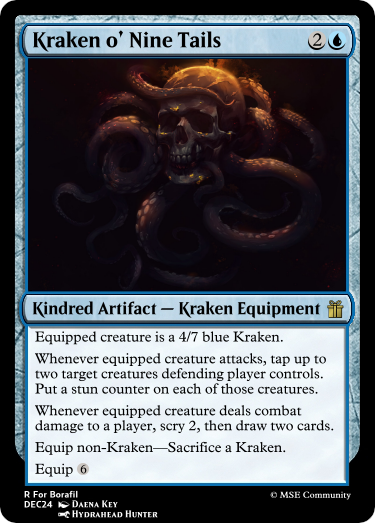 Kraken o' Nine Tails 2
Kindred Artifact — Kraken Equipment
Equipped creature is a 4/7 blue Kraken.
Whenever equipped creature attacks, tap up to
two target creatures defending player controls.
Put a stun counter on each of those creatures.
Whenever equipped creature deals combat
damage to a player, scry 2, then draw two cards.
Equip non-Kraken—Sacrifice a Kraken.
Equip 6
R For Borafil
DEC24 Daena Key © MSE Community
Hydrahead Hunter